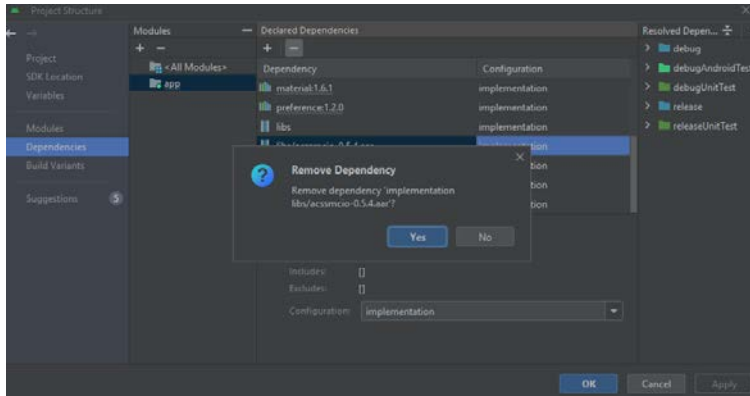 Project Structure
Project
SDK Location
Variables
Modules
Dependencies
Build Variants
Suggestions 5
Modules
<All Modules>
app
Declared Dependencies
Dependency Configuration
material:1.6.1 implementation
preference:1.2.0 implementation
libs implementation
Remove Dependency
Remove dependency 'implementation
libs/acssmcio-0.5.4.aar'?
Yes No
Includes: []
Excludes: []
Configuration: implementation
Resolved Depen...
debug
debugAndroidTest
debugUnitTest
release
releaseUnitTest
OK Cancel Apply